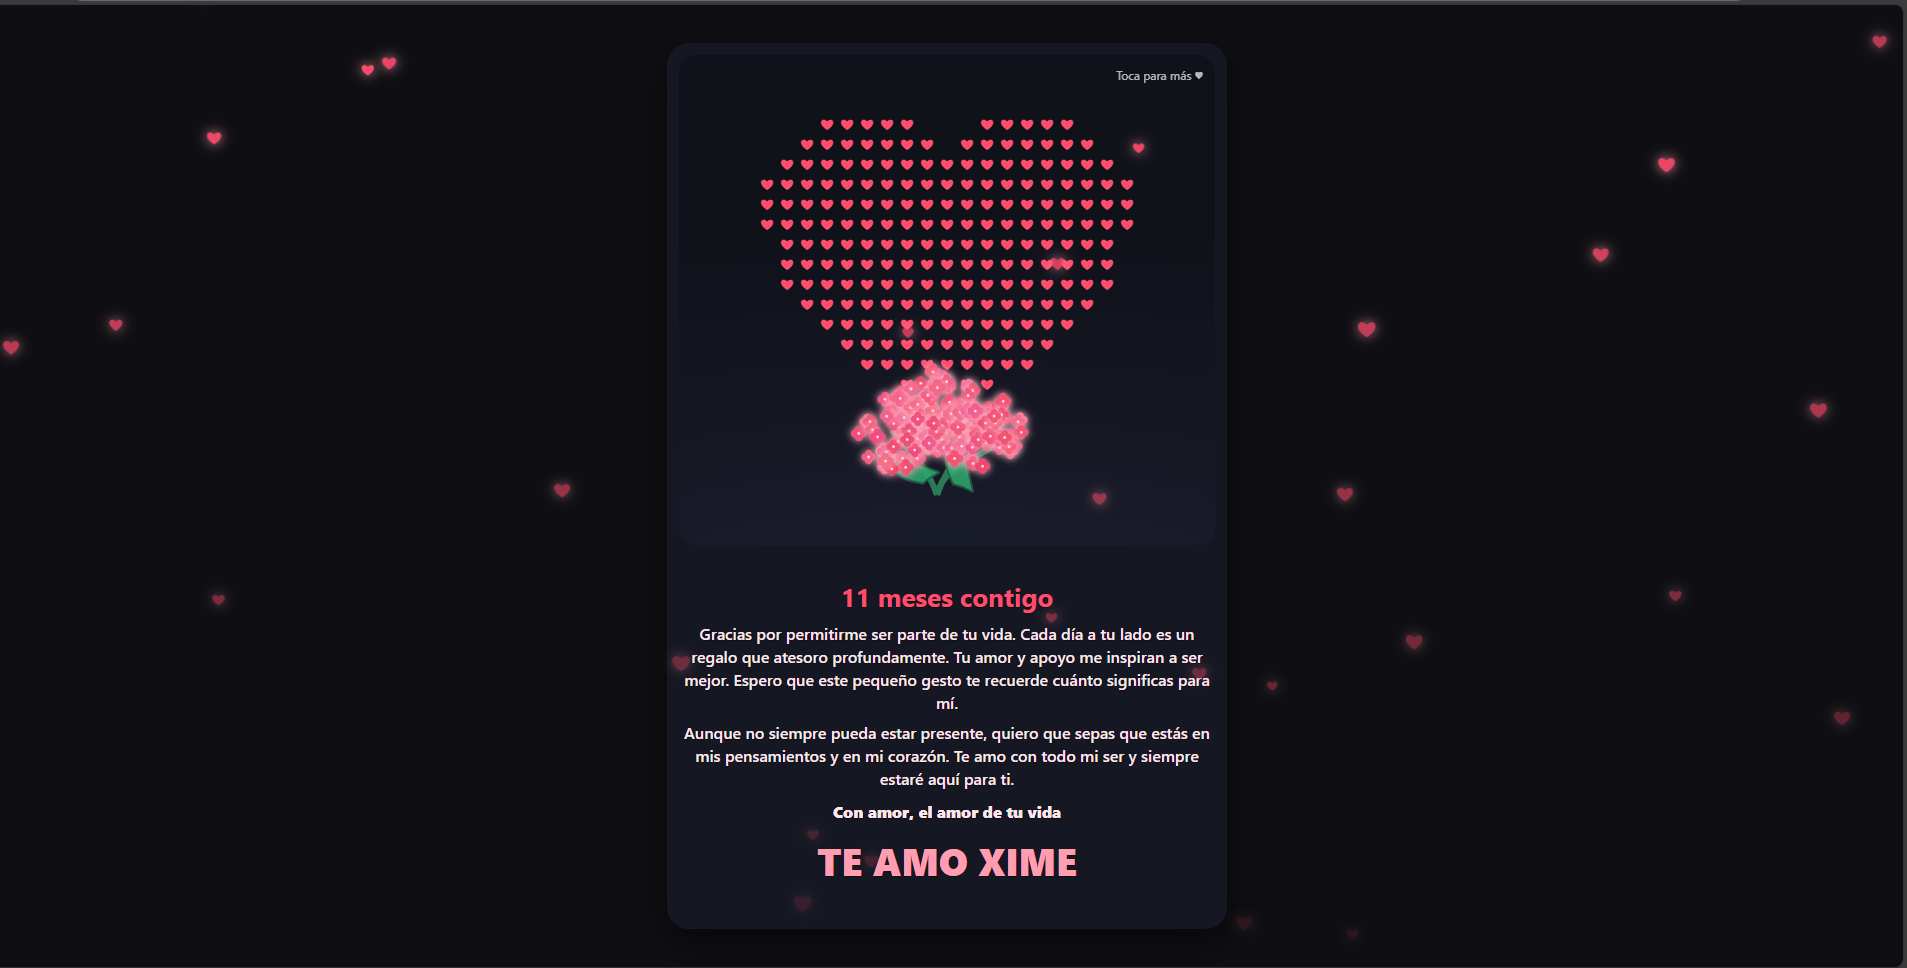 Toca para más ♥
11 meses contigo
Gracias por permitirme ser parte de tu vida. Cada día a tu lado es un
regalo que atesoro profundamente. Tu amor y apoyo me inspiran a ser
mejor. Espero que este pequeño gesto te recuerde cuánto significas para
mí.
Aunque no siempre pueda estar presente, quiero que sepas que estás en
mis pensamientos y en mi corazón. Te amo con todo mi ser y siempre
estaré aquí para ti.
Con amor, el amor de tu vida
TE AMO XIME